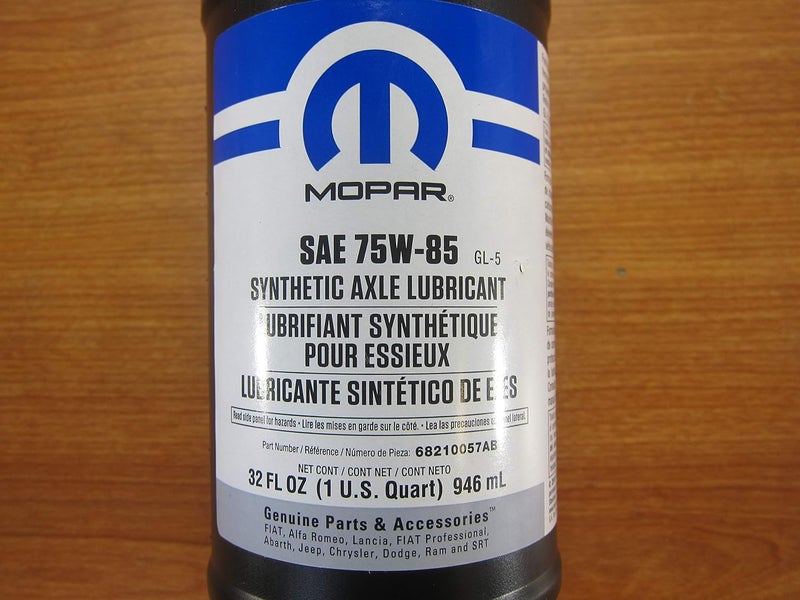 MOPAR®
SAE 75W-85 GL-5
SYNTHETIC AXLE LUBRICANT
LUBRIFIANT SYNTHÉTIQUE
POUR ESSIEUX
LUBRICANTE SINTÉTICO DE EJES
Read side panel for hazards • Lire les mises en garde sur le côté. • Lea las precauciones panel lateral.
Part Number / Référence / Número de Pieza: 68210057AB
NET CONT / CONT NET / CONT NETO
32 FL OZ (1 U.S. Quart) 946 mL
Genuine Parts & Accessories™
FIAT, Alfa Romeo, Lancia, FIAT Professional,
Abarth, Jeep, Chrysler, Dodge, Ram and SRT